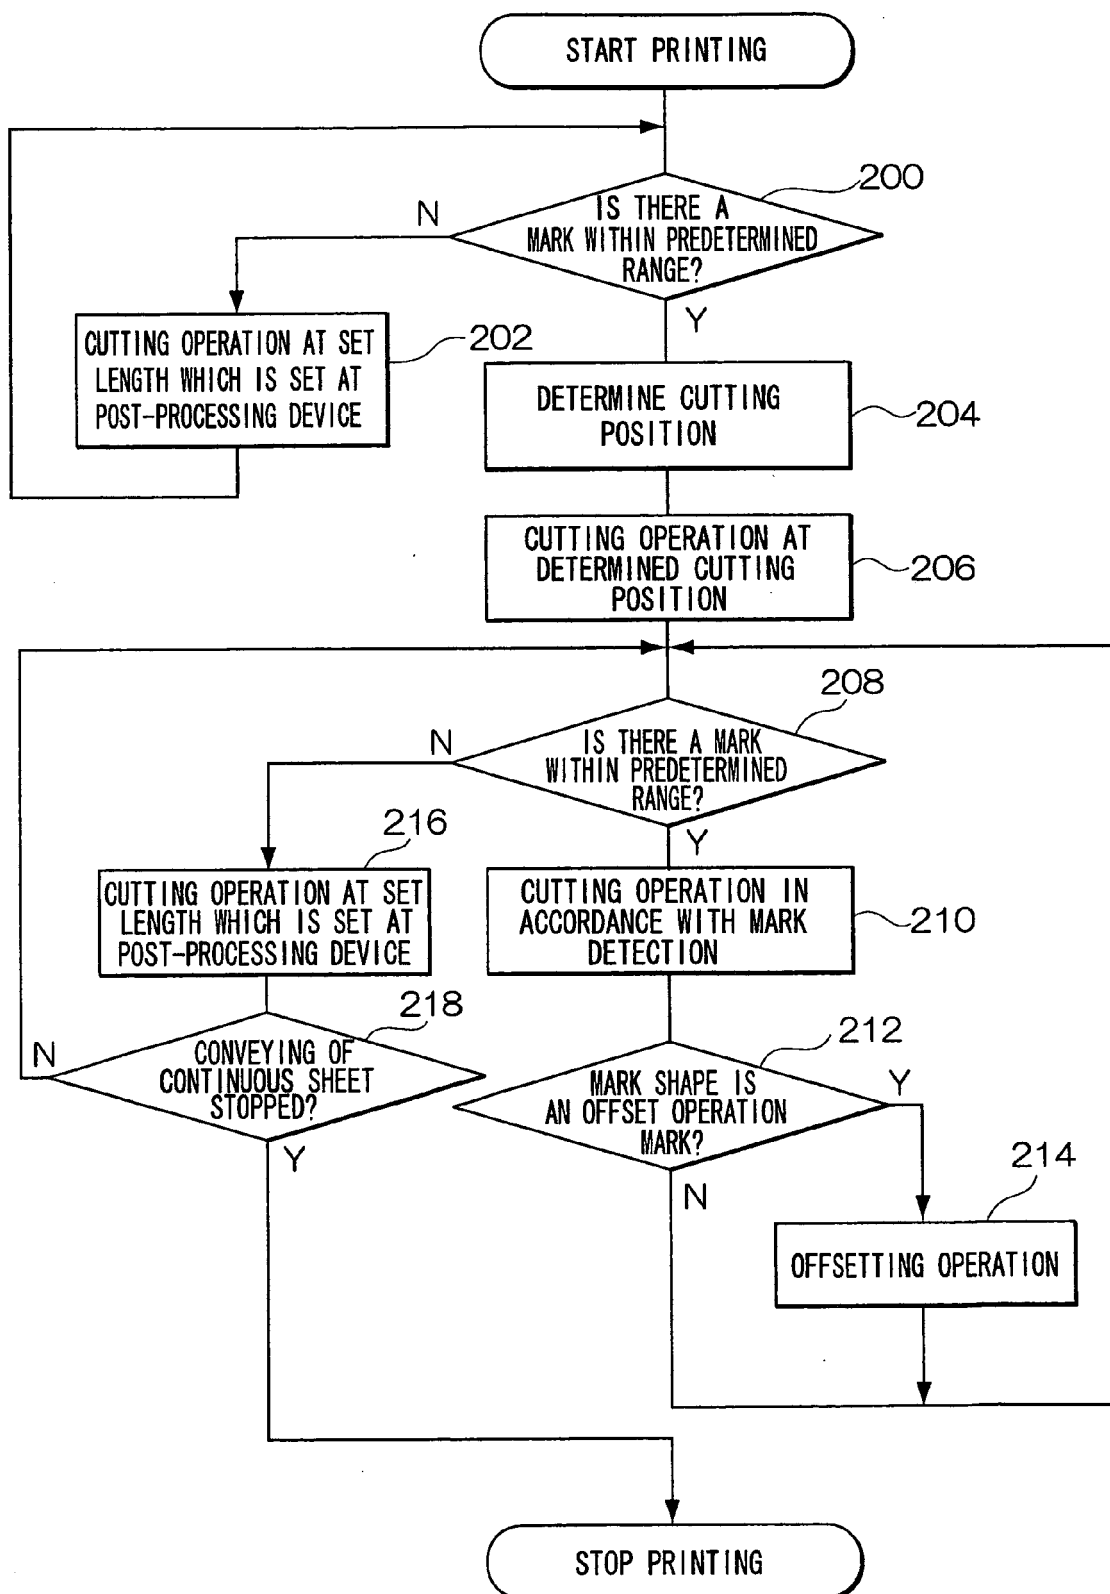 START PRINTING
200
IS THERE A
MARK WITHIN PREDETERMINED
RANGE?
N
Y
CUTTING OPERATION AT SET
LENGTH WHICH IS SET AT
POST-PROCESSING DEVICE
202
DETERMINE CUTTING
POSITION
204
CUTTING OPERATION AT
DETERMINED CUTTING
POSITION
206
208
IS THERE A MARK
WITHIN PREDETERMINED
RANGE?
N
Y
216
CUTTING OPERATION AT SET
LENGTH WHICH IS SET AT
POST-PROCESSING DEVICE
CUTTING OPERATION IN
ACCORDANCE WITH MARK
DETECTION
210
218
CONVEYING OF
CONTINUOUS SHEET
STOPPED?
N
Y
212
MARK SHAPE IS
AN OFFSET OPERATION
MARK?
Y
N
214
OFFSETTING OPERATION
STOP PRINTING